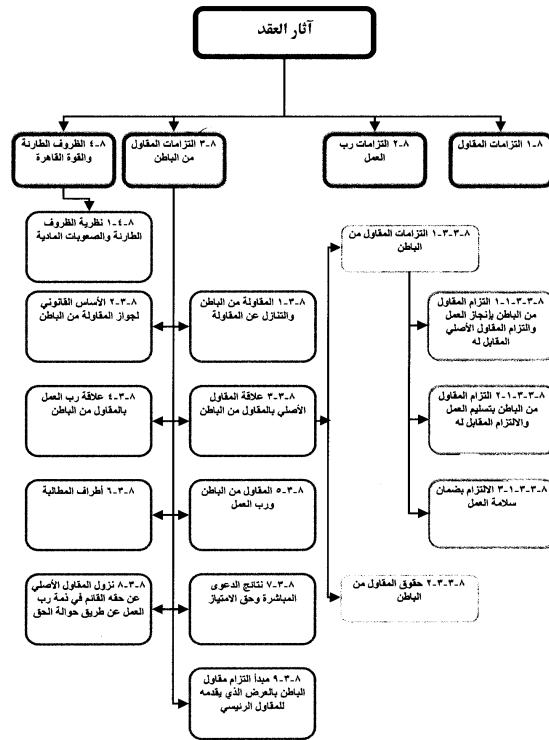 آثار العقد
٨-١ التزامات المقاول
٨-٢ التزامات رب
العمل
٨-٣ التزامات المقاول
من الباطن
٨-٤ الظروف الطارئة
والقوة القاهرة
٨-٤-١ نظرية الظروف
الطارئة والصعوبات المادية
٨-٣-٣-١ التزامات المقاول من
الباطن
٨-٣-١ المقاولة من الباطن
والتنازل عن المقاولة
٨-٣-٢ الأساس القانوني
لجواز المقاولة من الباطن
٨-٣-٣-١-١ التزام المقاول
من الباطن بإنجاز العمل
والتزام المقاول الأصلي
المقابل له
٨-٣-٣ علاقة المقاول
الأصلي بالمقاول من الباطن
٨-٣-٤ علاقة رب العمل
بالمقاول من الباطن
٨-٣-٣-١-٢ التزام المقاول
من الباطن بتسليم العمل
والالتزام المقابل له
٨-٣-٥ المقاول من الباطن
ورب العمل
٨-٣-٦ أطراف المطالبة
٨-٣-٣-١-٣ الالتزام بضمان
سلامة العمل
٨-٣-٧ نتائج الدعوى
المباشرة وحق الامتياز
٨-٣-٨ نزول المقاول الأصلي
عن حقه القائم في ذمة رب
العمل عن طريق حوالة الحق
٨-٣-٣-٢ حقوق المقاول من
الباطن
٨-٣-٩ مبدأ التزام مقاول
الباطن بالعرض الذي يقدمه
للمقاول الرئيسي